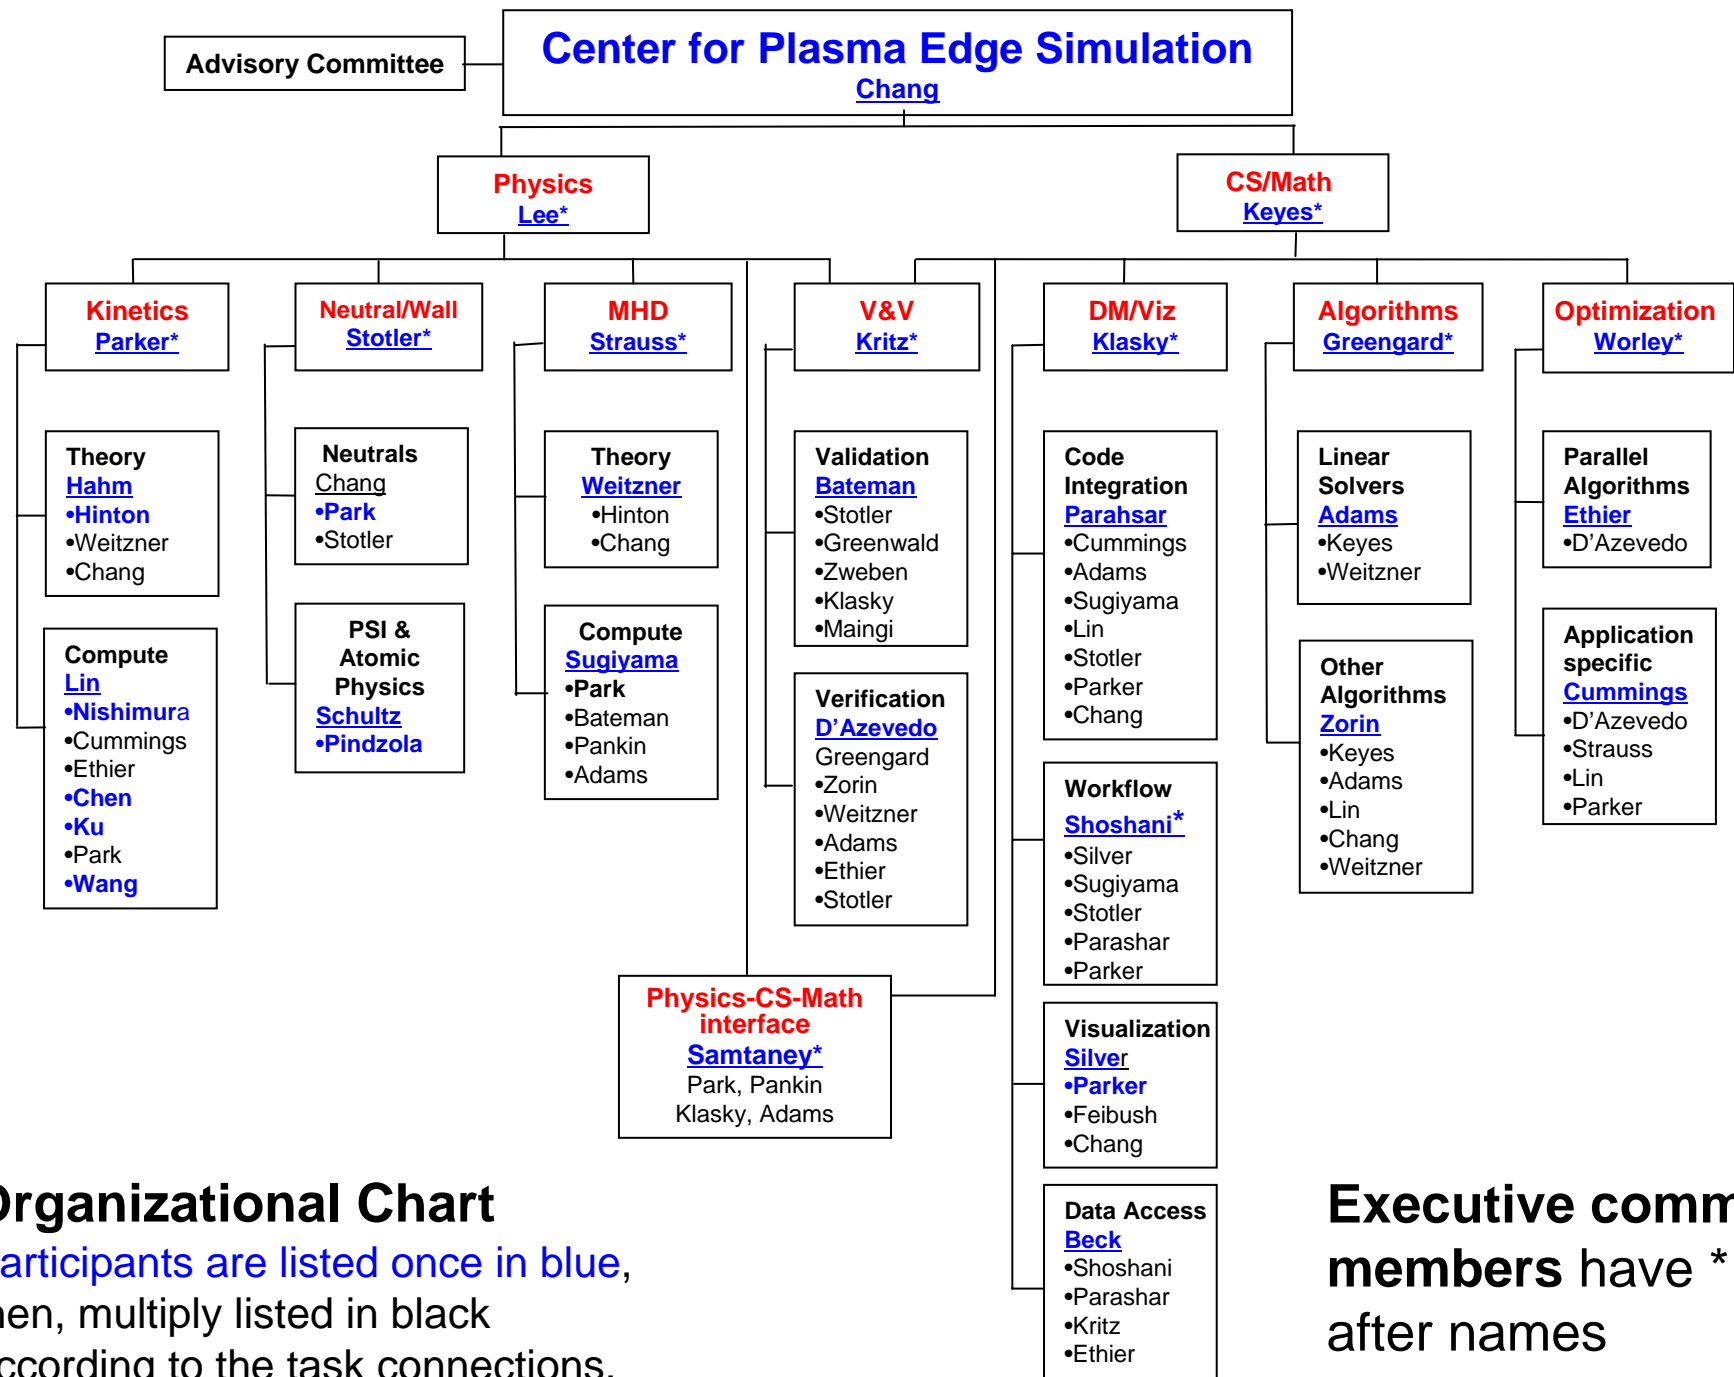 Center for Plasma Edge Simulation
Chang
Advisory Committee
Physics
Lee*
CS/Math
Keyes*
Kinetics
Parker*
Neutral/Wall
Stotler*
MHD
Strauss*
V&V
Kritz*
DM/Viz
Klasky*
Algorithms
Greengard*
Optimization
Worley*
Theory
Hahm
•Hinton
•Weitzner
•Chang
Compute
Lin
•Nishimura
•Cummings
•Ethier
•Chen
•Ku
•Park
•Wang
Neutrals
Chang
•Park
•Stotler
PSI &
Atomic
Physics
Schultz
•Pindzola
Theory
Weitzner
•Hinton
•Chang
Compute
Sugiyama
•Park
•Bateman
•Pankin
•Adams
Validation
Bateman
•Stotler
•Greenwald
•Zweben
•Klasky
•Maingi
Verification
D'Azevedo
Greengard
•Zorin
•Weitzner
•Adams
•Ethier
•Stotler
Physics-CS-Math
interface
Samtaney*
Park, Pankin
Klasky, Adams
Code
Integration
Parahsar
•Cummings
•Adams
•Sugiyama
•Lin
•Stotler
•Parker
•Chang
Workflow
Shoshani*
•Silver
•Sugiyama
•Stotler
•Parashar
•Parker
Visualization
Silver
•Parker
•Feibush
•Chang
Data Access
Beck
•Shoshani
•Parashar
•Kritz
•Ethier
Linear
Solvers
Adams
•Keyes
•Weitzner
Other
Algorithms
Zorin
•Keyes
•Adams
•Lin
•Chang
•Weitzner
Parallel
Algorithms
Ethier
•D'Azevedo
Application
specific
Cummings
•D'Azevedo
•Strauss
•Lin
•Parker
Organizational Chart
articipants are listed once in blue,
hen, multiply listed in black
ccording to the task connections.
Executive comm
members have *
after names